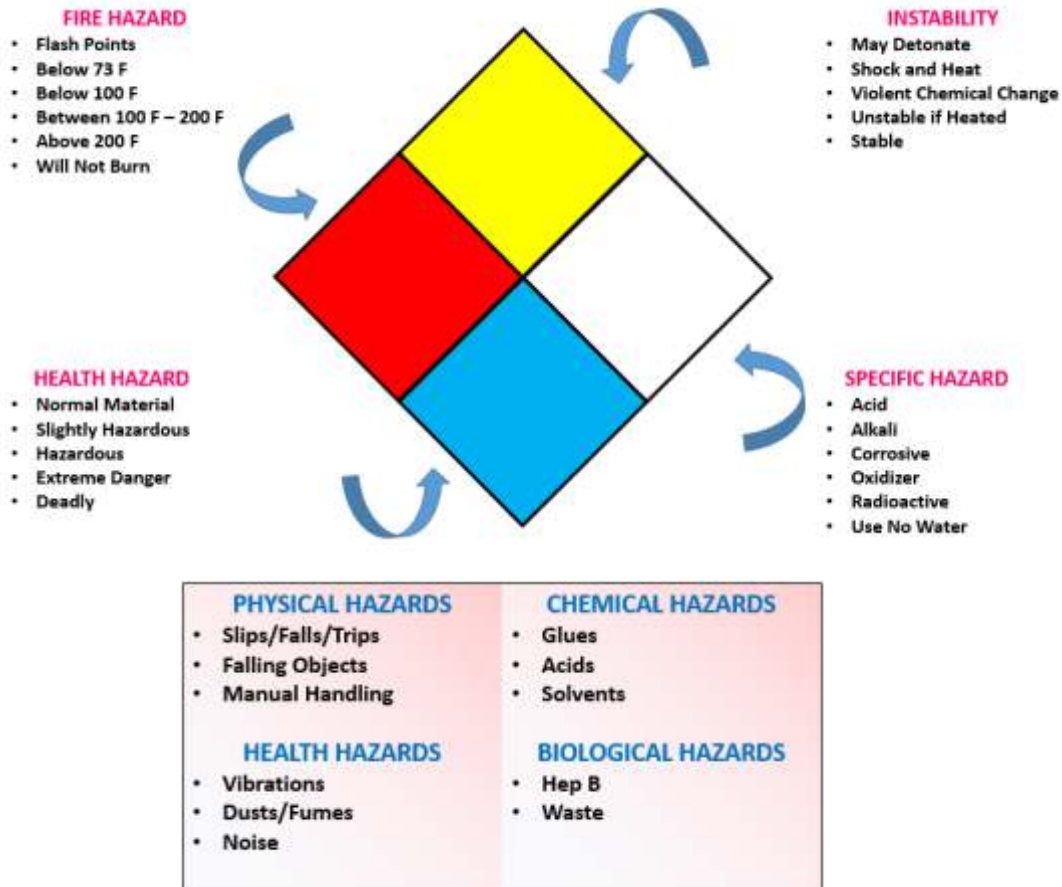 FIRE HAZARD
• Flash Points
• Below 73 F
• Below 100 F
• Between 100 F – 200 F
• Above 200 F
• Will Not Burn
INSTABILITY
• May Detonate
• Shock and Heat
• Violent Chemical Change
• Unstable if Heated
• Stable
HEALTH HAZARD
• Normal Material
• Slightly Hazardous
• Hazardous
• Extreme Danger
• Deadly
SPECIFIC HAZARD
• Acid
• Alkali
• Corrosive
• Oxidizer
• Radioactive
• Use No Water
PHYSICAL HAZARDS
• Slips/Falls/Trips
• Falling Objects
• Manual Handling
CHEMICAL HAZARDS
• Glues
• Acids
• Solvents
HEALTH HAZARDS
• Vibrations
• Dusts/Fumes
• Noise
BIOLOGICAL HAZARDS
• Hep B
• Waste